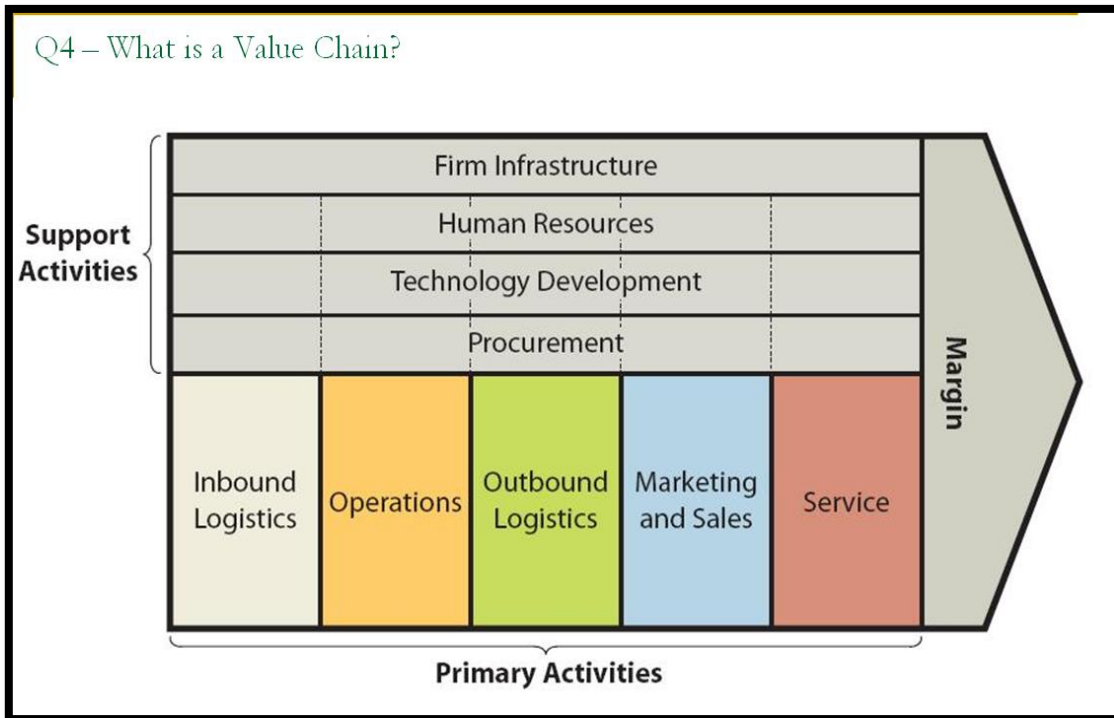 Q4 – What is a Value Chain?
Support
Activities
Firm Infrastructure
Human Resources
Technology Development
Procurement
Inbound
Logistics
Operations
Outbound
Logistics
Marketing
and Sales
Service
Margin
Primary Activities